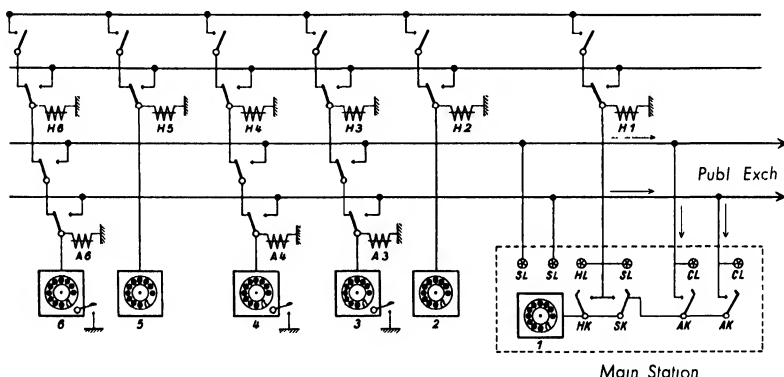 H6 H5 H4 H3 H2 H1
Publ Exch
A6 A4 A3
SL SL HL SL CL CL
6 5 4 3 2
1 HK SK AK AK
Main Station